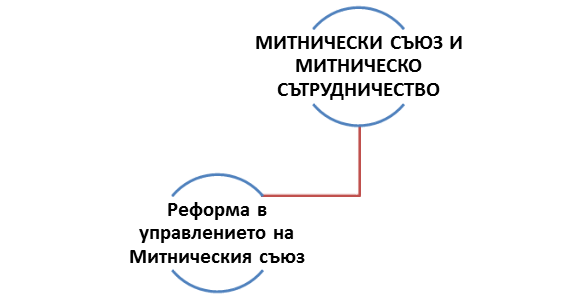 МИТНИЧЕСКИ СЪЮЗ И
МИТНИЧЕСКО
СЪТРУДНИЧЕСТВО
Реформа в
управлението на
Митническия съюз